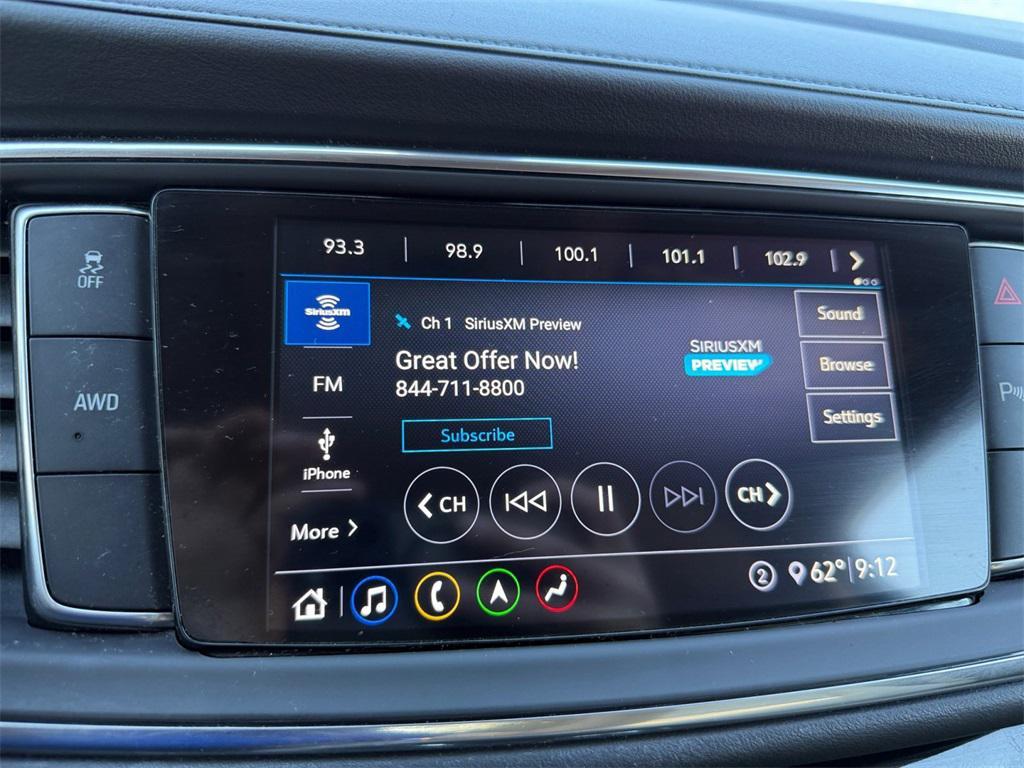 93.3 | 98.9 | 100.1 | 101.1 | 102.9 |
OFF
SiriusXM
Ch 1 SiriusXM Preview
Sound
SIRIUSXM
PREVIEW
Great Offer Now!
844-711-8800
Browse
FM
AWD
Settings
Subscribe
iPhone
CH
CH
P
More
2
62° | 9:12